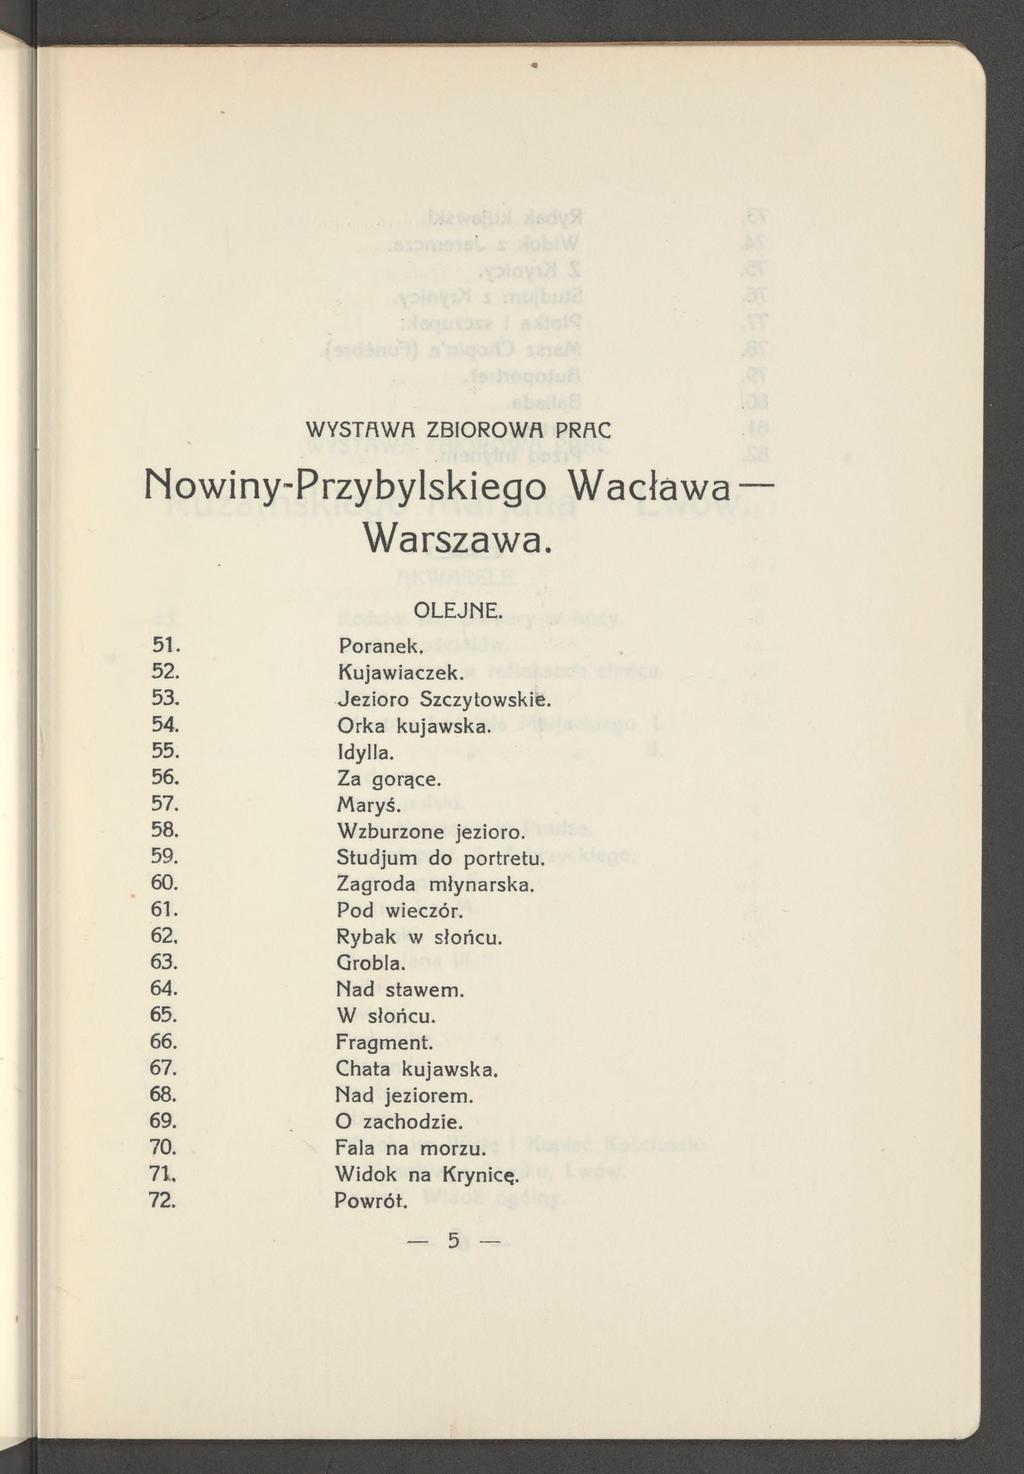 WYSTAWA ZBIOROWA PRAC
Nowiny-Przybylskiego Wacława —
Warszawa.
OLEJNE.
51. Poranek.
52. Kujawiaczek.
53. Jezioro Szczytowskie.
54. Orka kujawska.
55. Idylla.
56. Za gorące.
57. Maryś.
58. Wzburzone jezioro.
59. Studjum do portretu.
60. Zagroda młynarska.
61. Pod wieczór.
62. Rybak w słońcu.
63. Grobla.
64. Nad stawem.
65. W słońcu.
66. Fragment.
67. Chata kujawska.
68. Nad jeziorem.
69. O zachodzie.
70. Fala na morzu.
71. Widok na Krynicę.
72. Powrót.
— 5 —